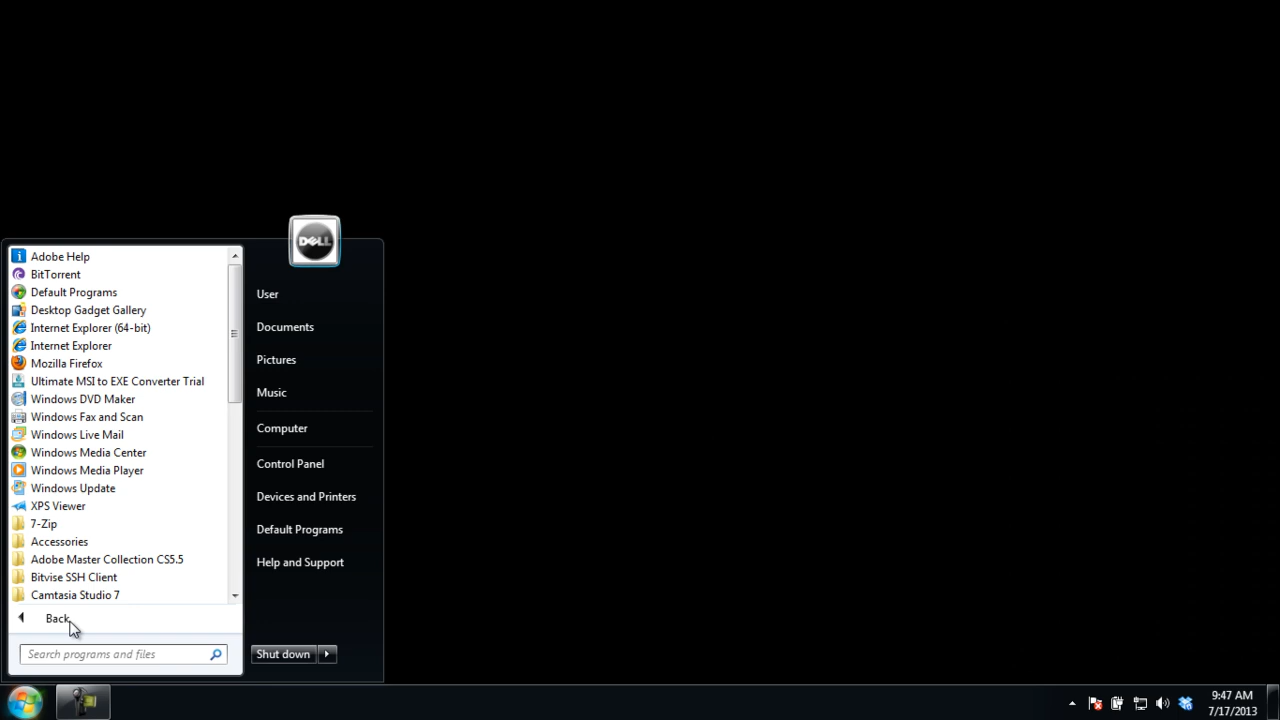 DELL
Adobe Help
BitTorrent
Default Programs
Desktop Gadget Gallery
Internet Explorer (64-bit)
Internet Explorer
Mozilla Firefox
Ultimate MSI to EXE Converter Trial
Windows DVD Maker
Windows Fax and Scan
Windows Live Mail
Windows Media Center
Windows Media Player
Windows Update
XPS Viewer
7-Zip
Accessories
Adobe Master Collection CS5.5
Bitvise SSH Client
Camtasia Studio 7
Back
Search programs and files
User
Documents
Pictures
Music
Computer
Control Panel
Devices and Printers
Default Programs
Help and Support
Shut down
9:47 AM
7/17/2013